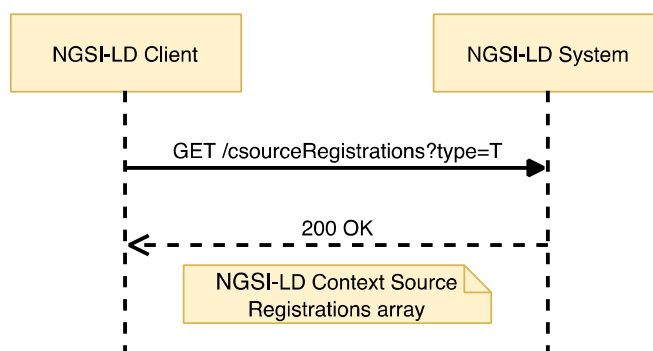 NGSI-LD Client
NGSI-LD System
GET /csourceRegistrations?type=T
200 OK
NGSI-LD Context Source
Registrations array